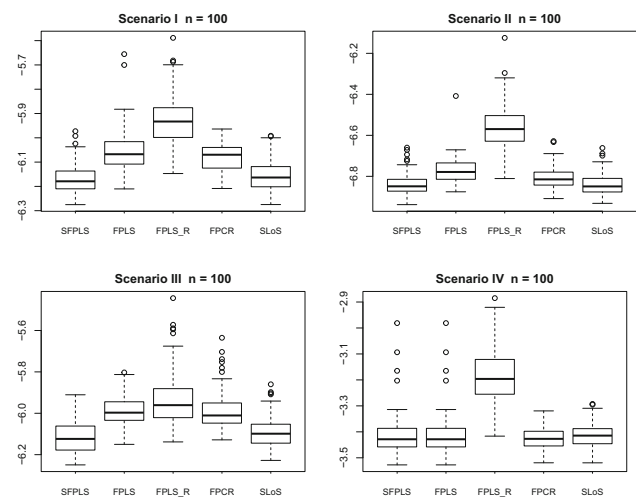 Scenario I n = 100
−5.7
−5.9
−6.1
−6.3
SFPLS FPLS FPLS_R FPCR SLoS
Scenario II n = 100
−6.2
−6.4
−6.6
−6.8
SFPLS FPLS FPLS_R FPCR SLoS
Scenario III n = 100
−5.6
−5.8
−6.0
−6.2
SFPLS FPLS FPLS_R FPCR SLoS
Scenario IV n = 100
−2.9
−3.1
−3.3
−3.5
SFPLS FPLS FPLS_R FPCR SLoS